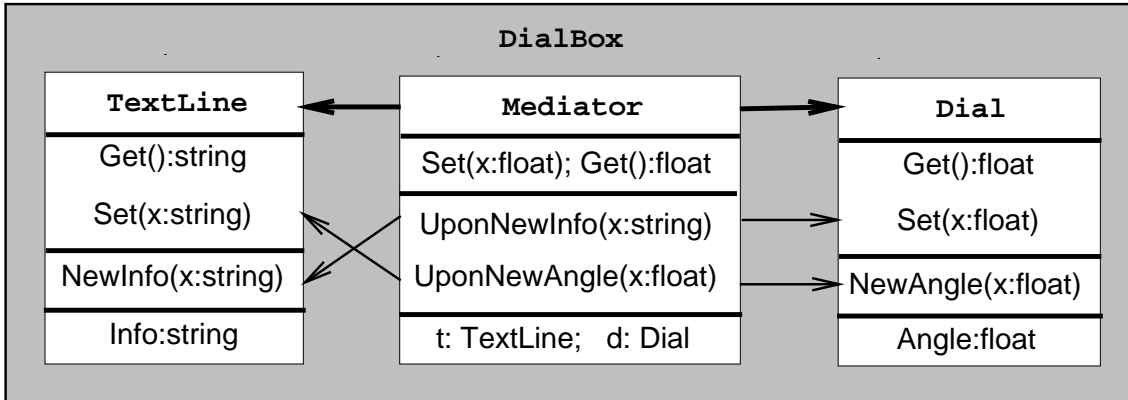 DialBox
TextLine
Get():string
Set(x:string)
NewInfo(x:string)
Info:string
Mediator
Set(x:float); Get():float
UponNewInfo(x:string)
UponNewAngle(x:float)
t: TextLine; d: Dial
Dial
Get():float
Set(x:float)
NewAngle(x:float)
Angle:float